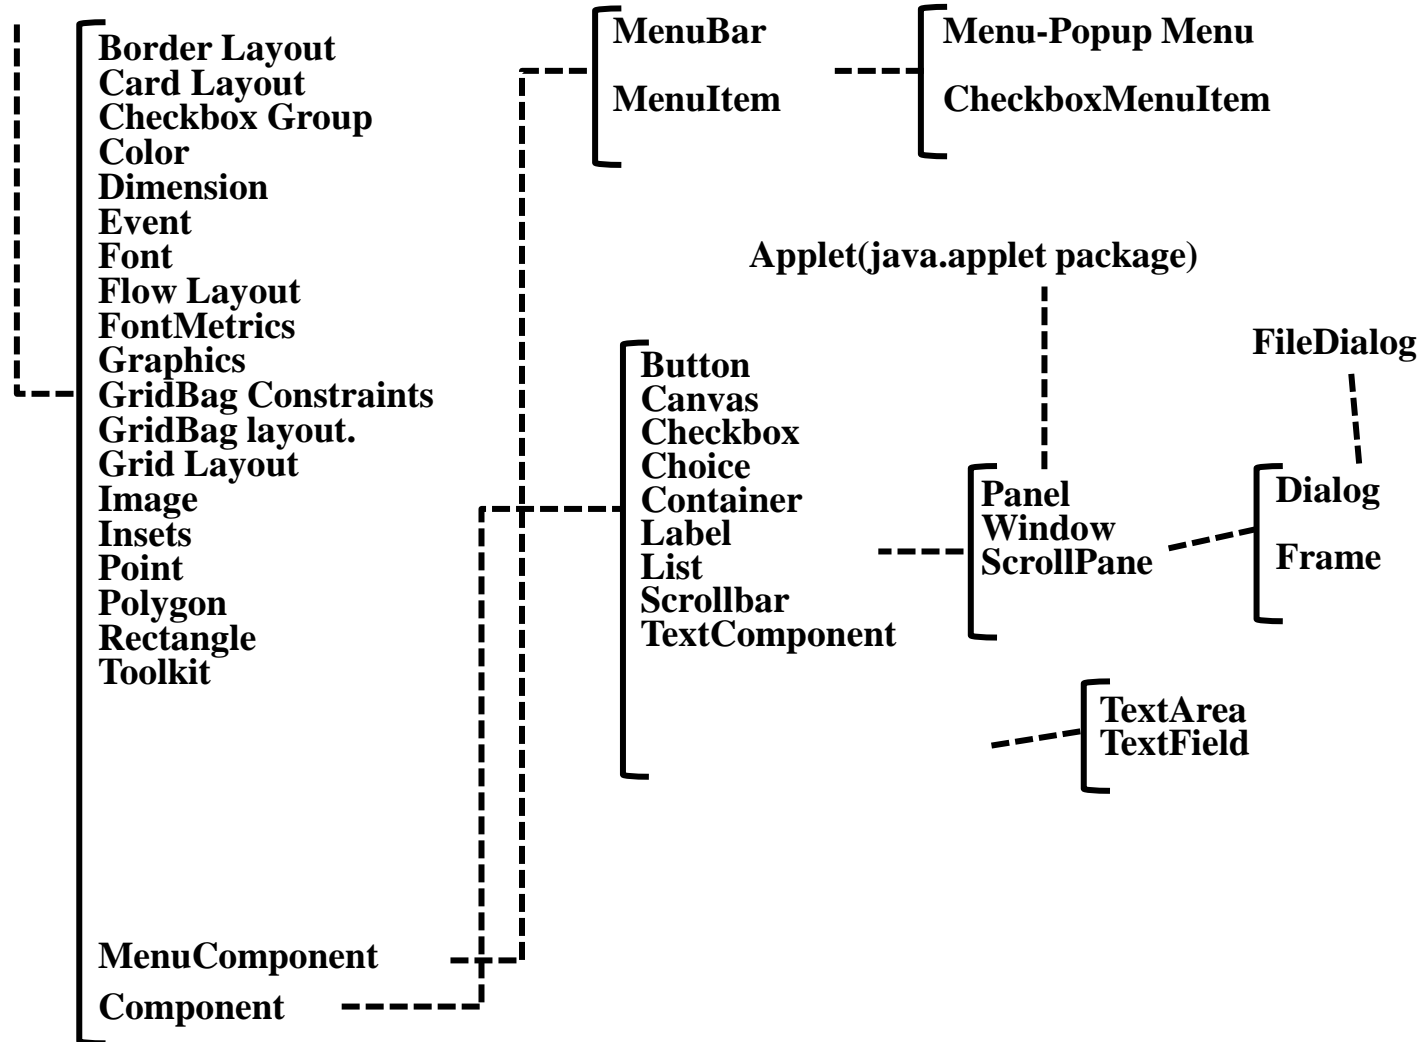 Border Layout
Card Layout
Checkbox Group
Color
Dimension
Event
Font
Flow Layout
FontMetrics
Graphics
GridBag Constraints
GridBag layout.
Grid Layout
Image
Insets
Point
Polygon
Rectangle
Toolkit
MenuComponent
Component
MenuBar
MenuItem
Menu-Popup Menu
CheckboxMenuItem
Applet(java.applet package)
Button
Canvas
Checkbox
Choice
Container
Label
List
Scrollbar
TextComponent
Panel
Window
ScrollPane
FileDialog
Dialog
Frame
TextArea
TextField